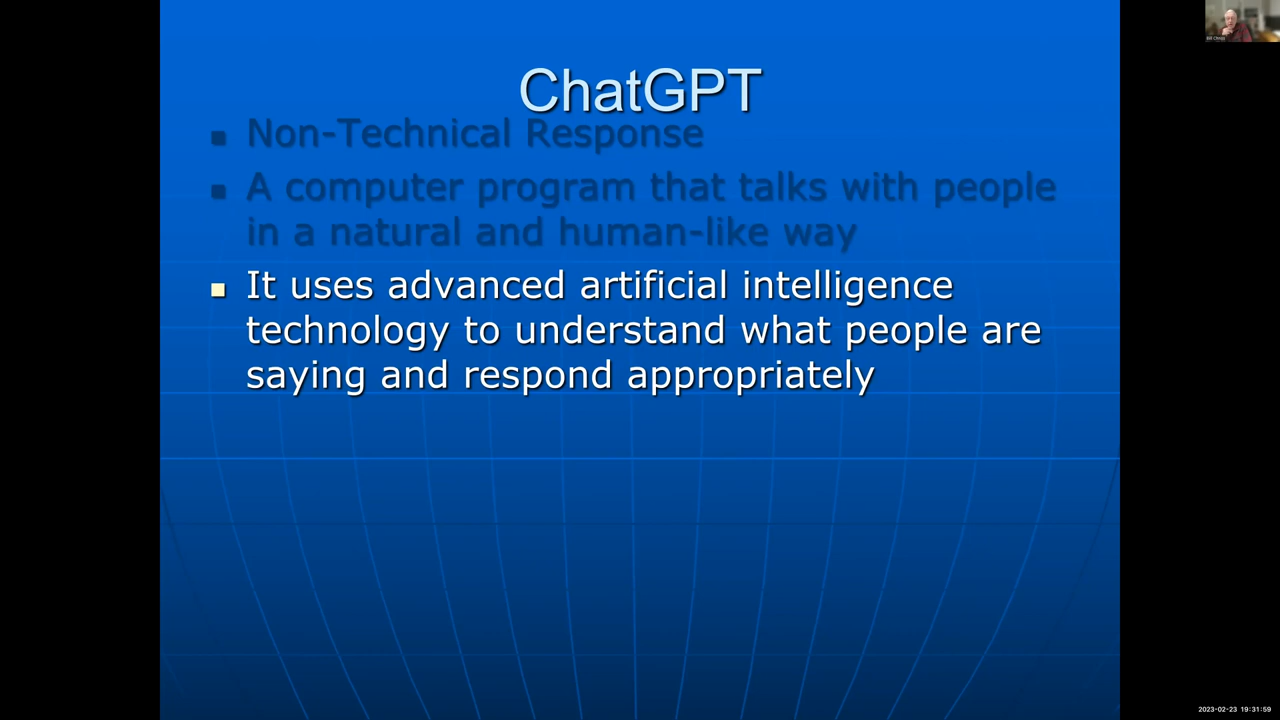 ChatGPT
Non-Technical Response
A computer program that talks with people
in a natural and human-like way
It uses advanced artificial intelligence
technology to understand what people are
saying and respond appropriately
2023-02-23 19:31:59